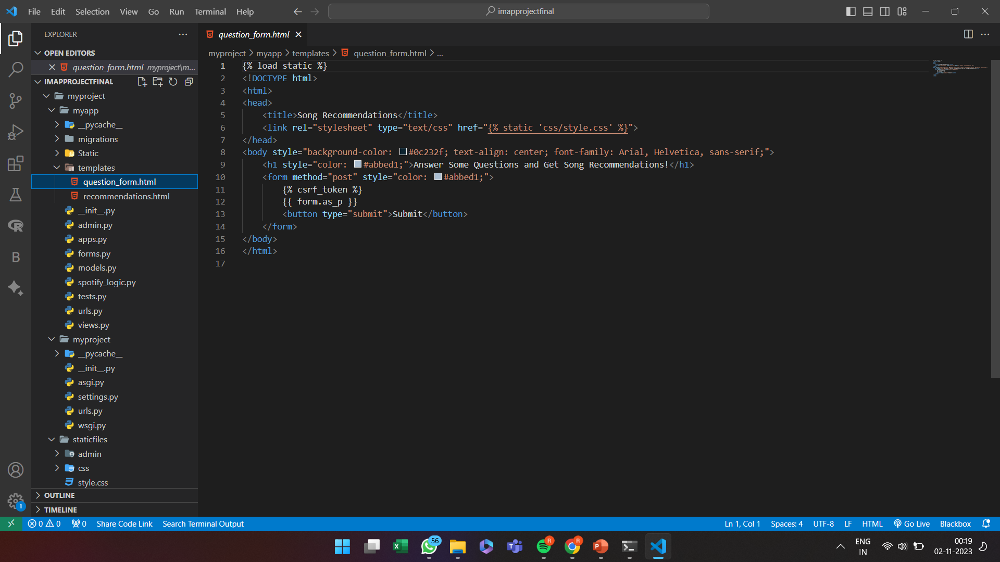 File Edit Selection View Go Run Terminal Help
imapprojectfinal
EXPLORER
OPEN EDITORS
question_form.html myproject\m...
IMAPPROJECTFINAL
myproject
myapp
__pycache__
migrations
Static
templates
question_form.html
recommendations.html
__init__.py
admin.py
apps.py
forms.py
models.py
spotify_logic.py
tests.py
urls.py
views.py
myproject
__pycache__
__init__.py
asgi.py
settings.py
urls.py
wsgi.py
staticfiles
admin
css
style.css
OUTLINE
TIMELINE
B
1
question_form.html
myproject > myapp > templates > question_form.html > ...
1 {% load static %}
2 <!DOCTYPE html>
3 <html>
4 <head>
5 <title>Song Recommendations</title>
6 <link rel="stylesheet" type="text/css" href="{% static 'css/style.css' %}">
7 </head>
8 <body style="background-color: #0c232f; text-align: center; font-family: Arial, Helvetica, sans-serif;">
9 <h1 style="color: #abbed1;">Answer Some Questions and Get Song Recommendations!</h1>
10 <form method="post" style="color: #abbed1;">
11 {% csrf_token %}
12 {{ form.as_p }}
13 <button type="submit">Submit</button>
14 </form>
15 </body>
16 </html>
17
0 0 0 Share Code Link Search Terminal Output
Ln 1, Col 1 Spaces: 4 UTF-8 LF HTML Go Live Blackbox
56
R
R
ENG
IN
00:19
02-11-2023